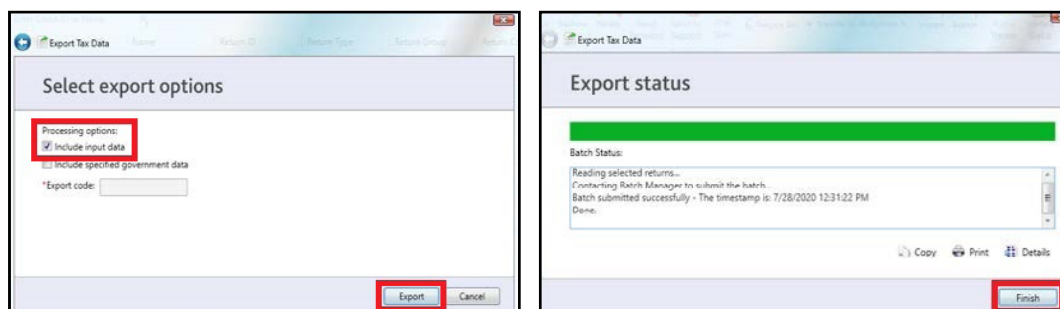 Export Tax Data
Select export options
Processing options:
Include input data
Include specified government data
*Export code:
Export
Cancel
Export Tax Data
Export status
Batch Status:
Reading selected returns...
Contacting Batch Manager to submit the batch...
Batch submitted successfully - The timestamp is: 7/28/2020 12:31:22 PM
Done.
Copy
Print
Details
Finish